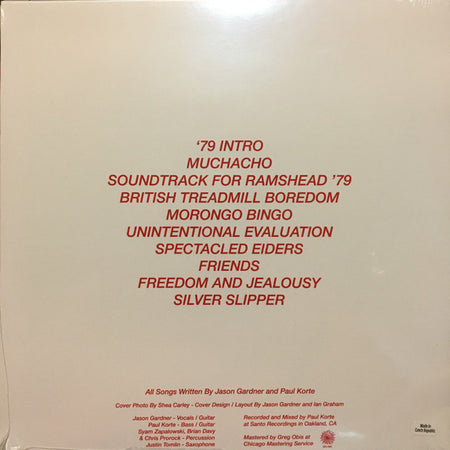 ‘79 INTRO
MUCHACHO
SOUNDTRACK FOR RAMSHEAD ’79
BRITISH TREADMILL BOREDOM
MORONGO BINGO
UNINTENTIONAL EVALUATION
SPECTACLED EIDERS
FRIENDS
FREEDOM AND JEALOUSY
SILVER SLIPPER
All Songs Written By Jason Gardner and Paul Korte
Cover Photo By Shea Carley - Cover Design / Layout By Jason Gardner and Ian Graham
Jason Gardner - Vocals / Guitar
Paul Korte - Bass / Guitar
Syam Zapalowski, Brian Davy
& Chris Prorock - Percussion
Justin Tomlin - Saxophone
Recorded and Mixed by Paul Korte
at Santo Recordings in Oakland, CA
Mastered by Greg Obis at
Chicago Mastering Service
Made in
Czech Republic